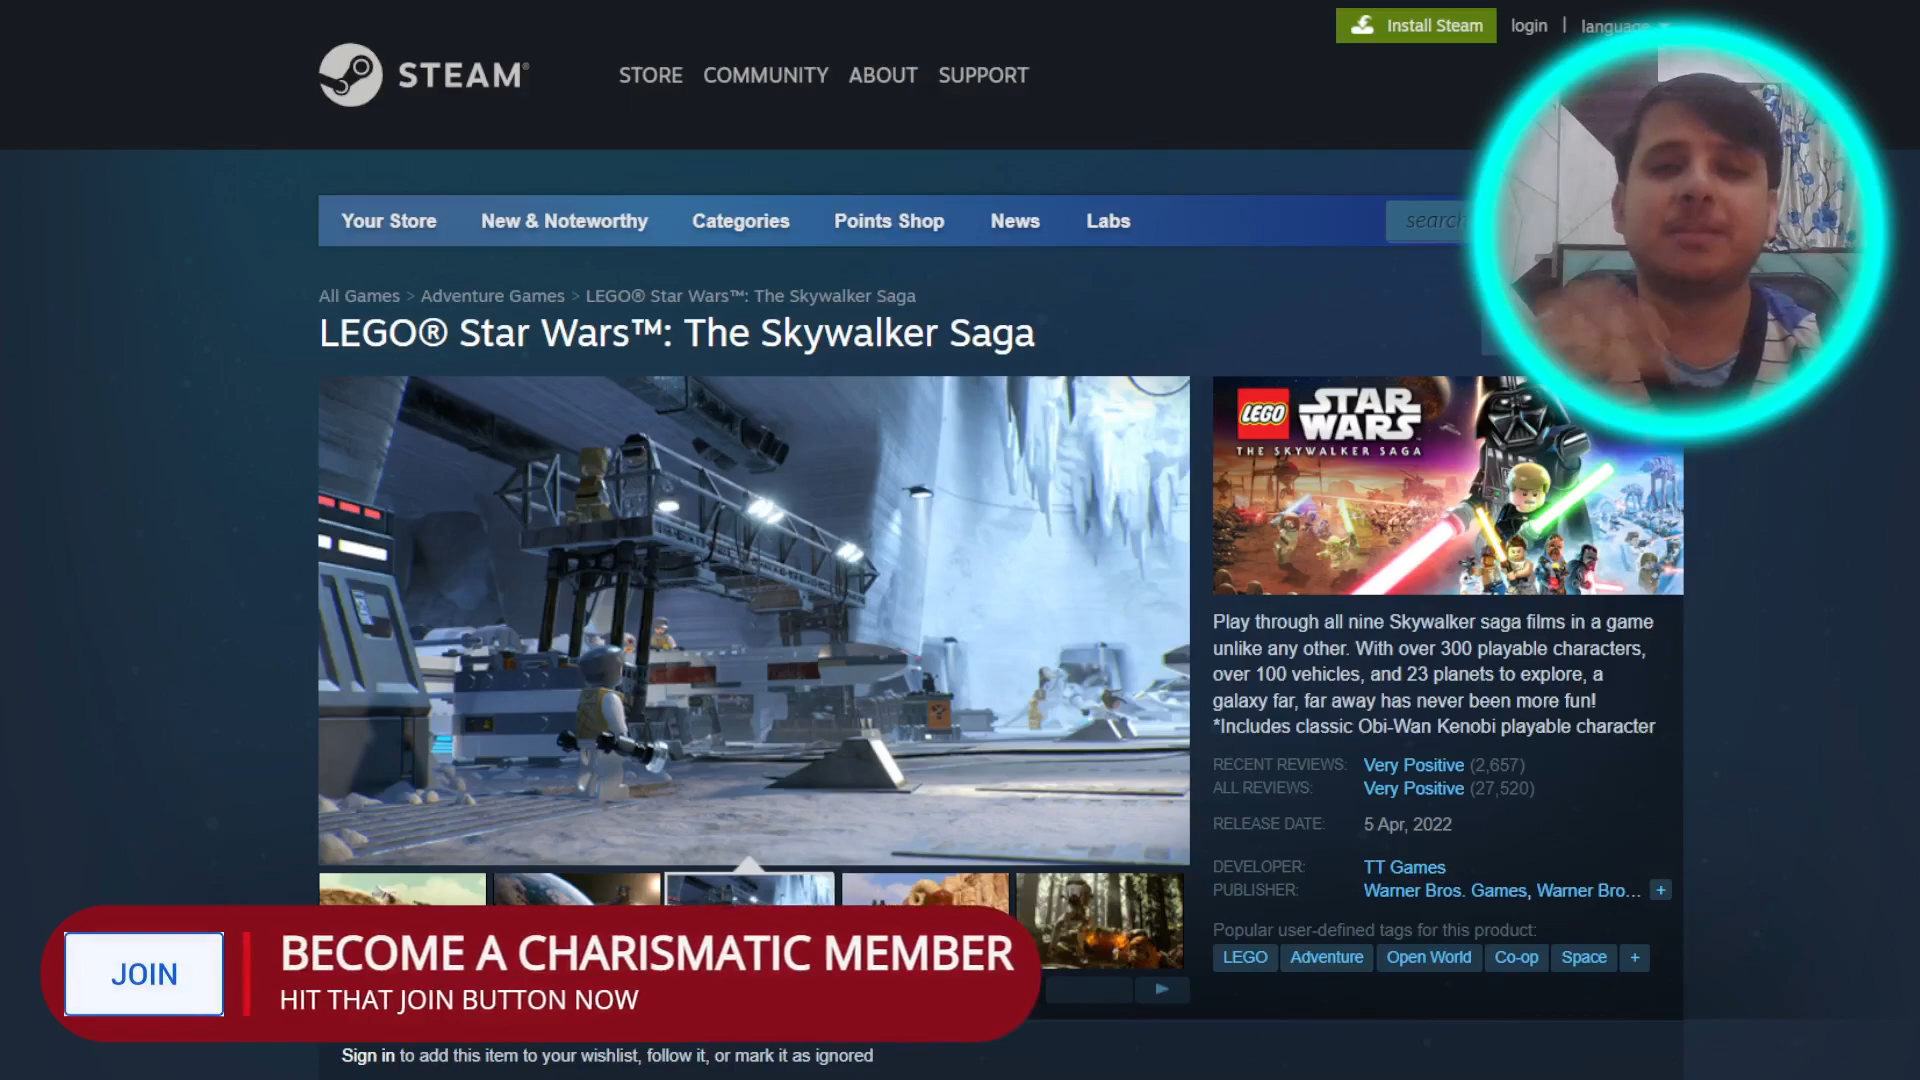 Install Steam
login
language
STEAM®
STORE
COMMUNITY
ABOUT
SUPPORT
Your Store
New & Noteworthy
Categories
Points Shop
News
Labs
search
All Games > Adventure Games > LEGO® Star Wars™: The Skywalker Saga
LEGO® Star Wars™: The Skywalker Saga
LEGO STAR WARS
THE SKYWALKER SAGA
Play through all nine Skywalker saga films in a game
unlike any other. With over 300 playable characters,
over 100 vehicles, and 23 planets to explore, a
galaxy far, far away has never been more fun!
*Includes classic Obi-Wan Kenobi playable character
RECENT REVIEWS: Very Positive (2,657)
ALL REVIEWS: Very Positive (27,520)
RELEASE DATE: 5 Apr, 2022
DEVELOPER: TT Games
PUBLISHER: Warner Bros. Games, Warner Bro... +
Popular user-defined tags for this product:
LEGO Adventure Open World Co-op Space +
JOIN
BECOME A CHARISMATIC MEMBER
HIT THAT JOIN BUTTON NOW
Sign in to add this item to your wishlist, follow it, or mark it as ignored